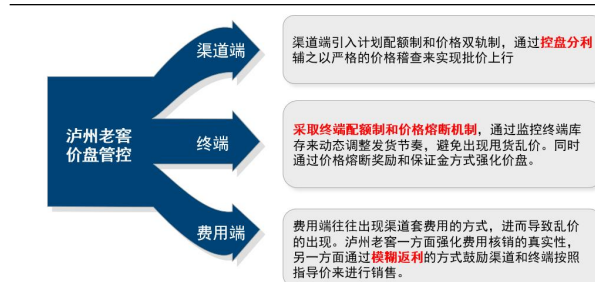 泸州老窖
价盘管控
渠道端
渠道端引入计划配额制和价格双轨制，通过控盘分利
辅之以严格的价格稽查来实现批价上行
终端
采取终端配额制和价格熔断机制，通过监控终端库
存来动态调整发货节奏，避免出现甩货乱价。同时
通过价格熔断奖励和保证金方式强化价盘。
费用端
费用端往往出现渠道套费用的方式，进而导致乱价
的出现。泸州老窖一方面强化费用核销的真实性，
另一方面通过模糊返利的方式鼓励渠道和终端按照
指导价来进行销售。